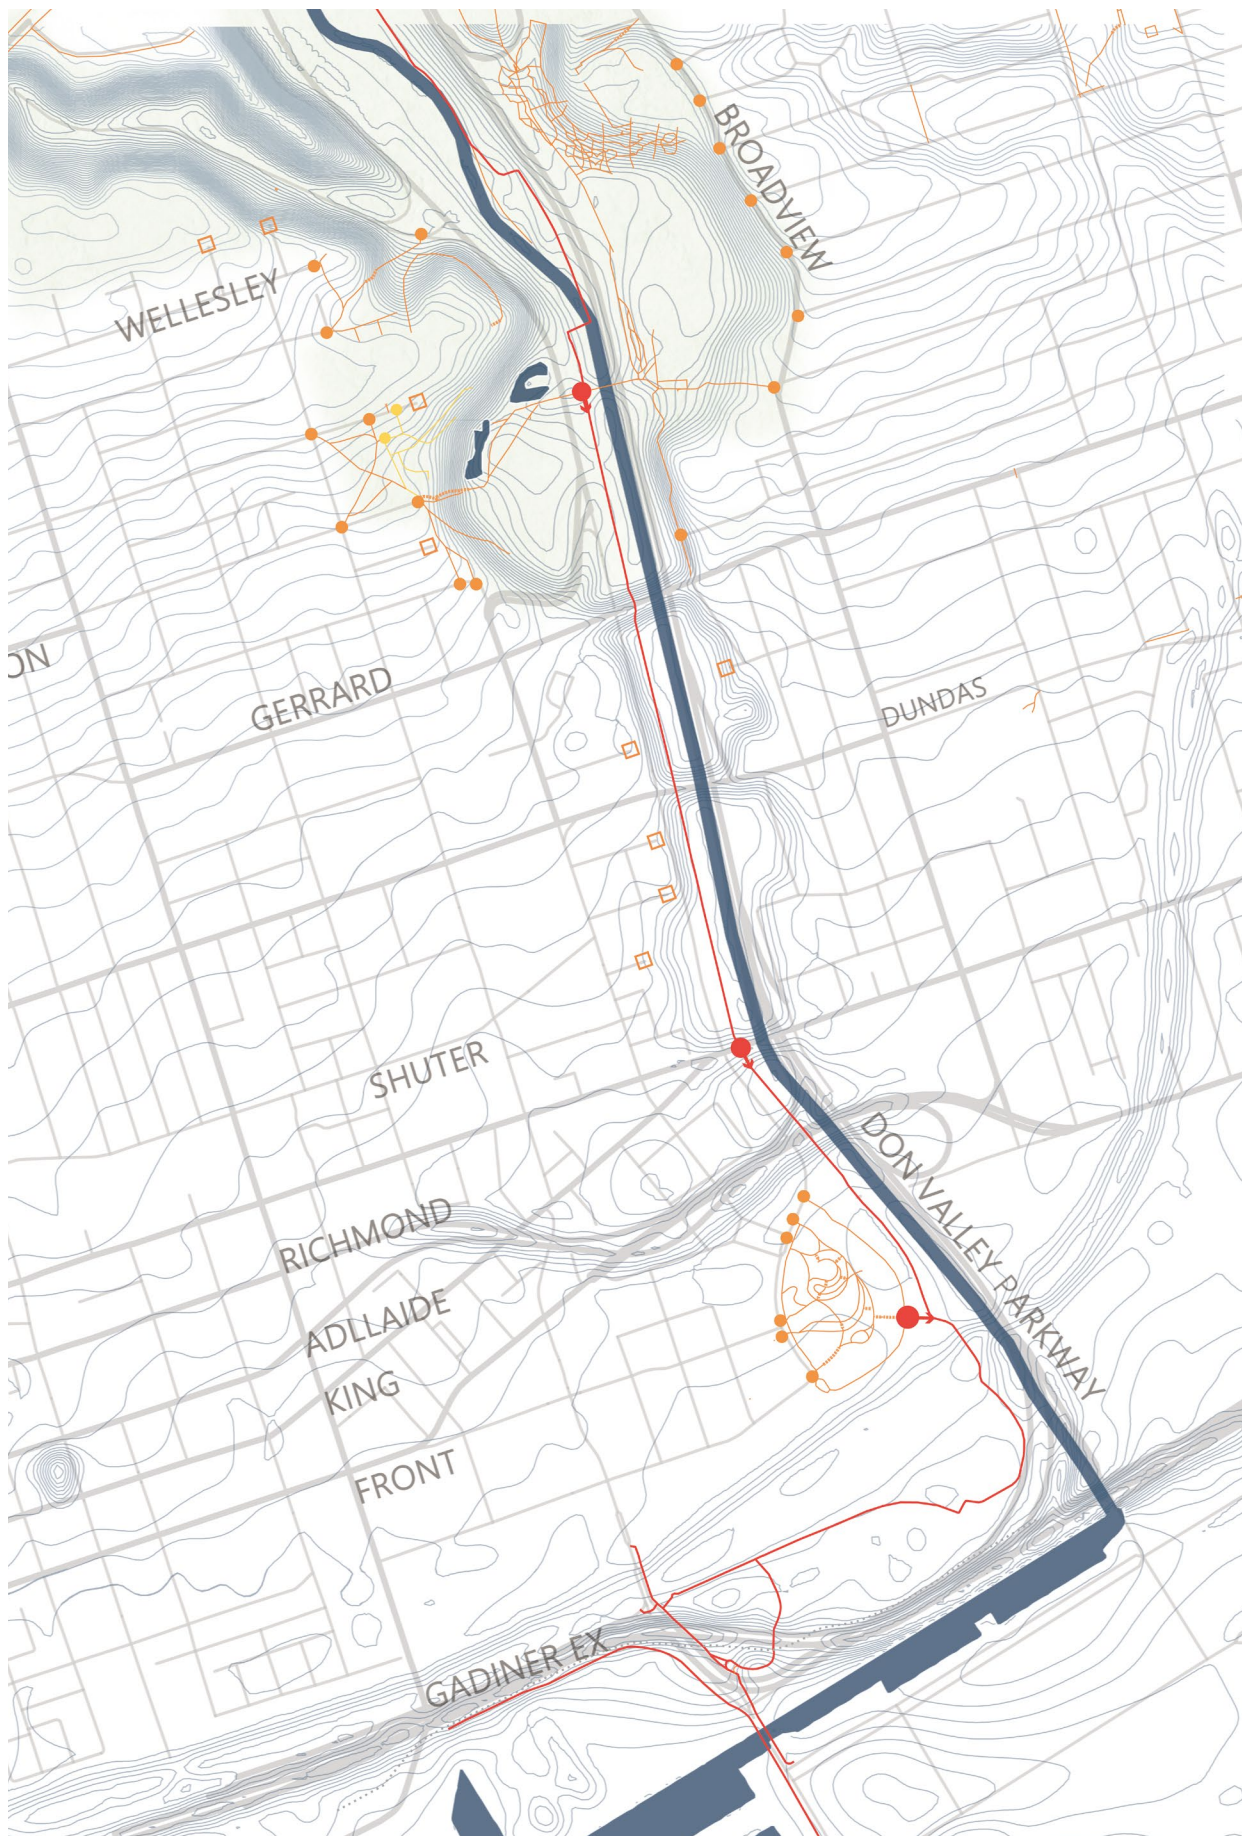 BROADVIEW
WELLESLEY
ON
GERRARD
DUNDAS
SHUTER
DON VALLEY PARKWAY
RICHMOND
ADLLAIDE
KING
FRONT
GADINER EX